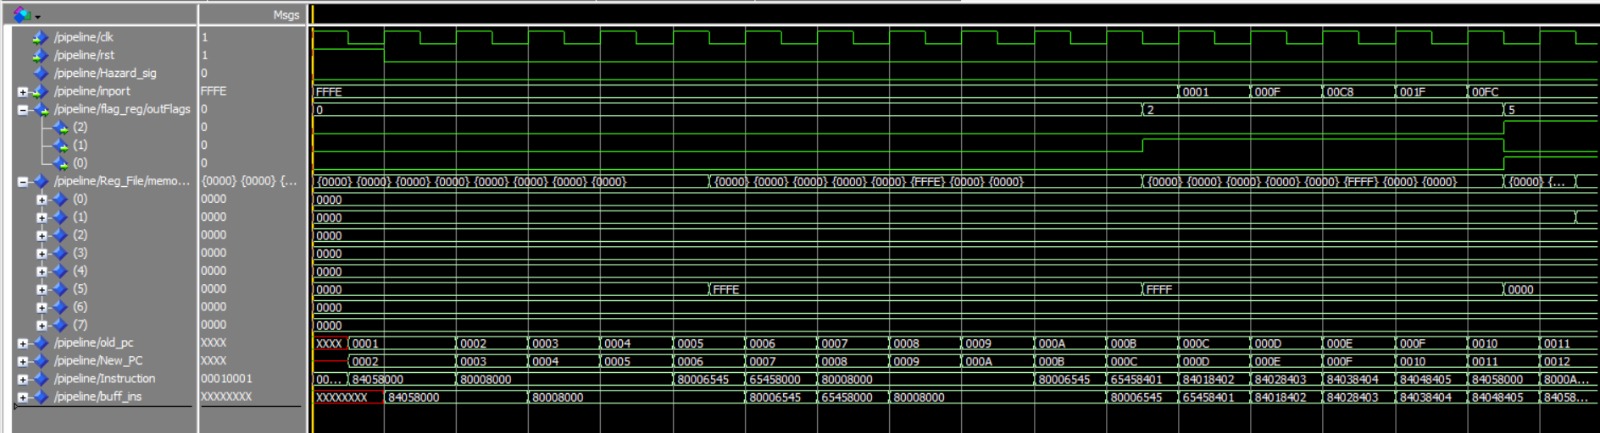 Msgs
/pipeline/clk 1
/pipeline/rst 1
/pipeline/Hazard_sig 0
/pipeline/inport FFFE FFFE 0001 000F 00C8 001F 00FC
/pipeline/flag_reg/outFlags 0 0 2 5
(2) 0
(1) 0
(0) 0
/pipeline/Reg_File/memo... {0000} {0000} {... {0000} {0000} {0000} {0000} {0000} {0000} {0000} {0000} {0000} {0000} {0000} {0000} {0000} {FFFE} {0000} {0000} {0000} {0000} {0000} {0000} {0000} {FFFF} {0000} {0000} {0000} {...
(0) 0000 0000
(1) 0000 0000
(2) 0000 0000
(3) 0000 0000
(4) 0000 0000
(5) 0000 0000 FFFE FFFF 0000
(6) 0000 0000
(7) 0000 0000
/pipeline/old_pc XXXX XXXX 0001 0002 0003 0004 0005 0006 0007 0008 0009 000A 000B 000C 000D 000E 000F 0010 0011
/pipeline/New_PC XXXX 0002 0003 0004 0005 0006 0007 0008 0009 000A 000B 000C 000D 000E 000F 0010 0011 0012
/pipeline/Instruction 00010001 00... 84058000 80008000 80006545 65458000 80008000 80006545 65458401 84018402 84028403 84038404 84048405 84058000 8000A...
/pipeline/buff_ins XXXXXXXX XXXXXXXX 84058000 80008000 80006545 65458000 80008000 80006545 65458401 84018402 84028403 84038404 84048405 84058...